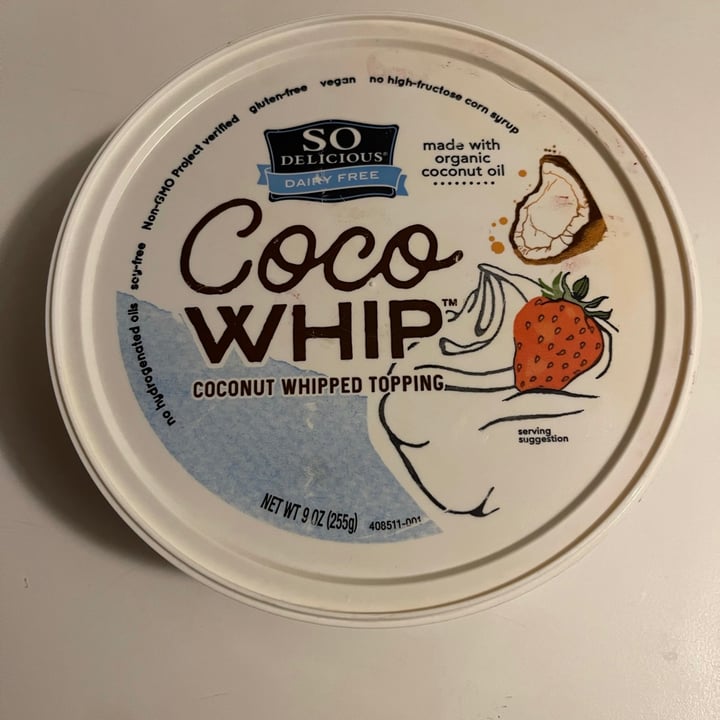 no hydrogenated oils soy-free Non-GMO Project verified gluten-free vegan no high-fructose corn syrup
SO
DELICIOUS®
DAIRY FREE
made with
organic
coconut oil
Coco
WHIP™
COCONUT WHIPPED TOPPING
serving
suggestion
NET WT 9 OZ (255g)
408511-001